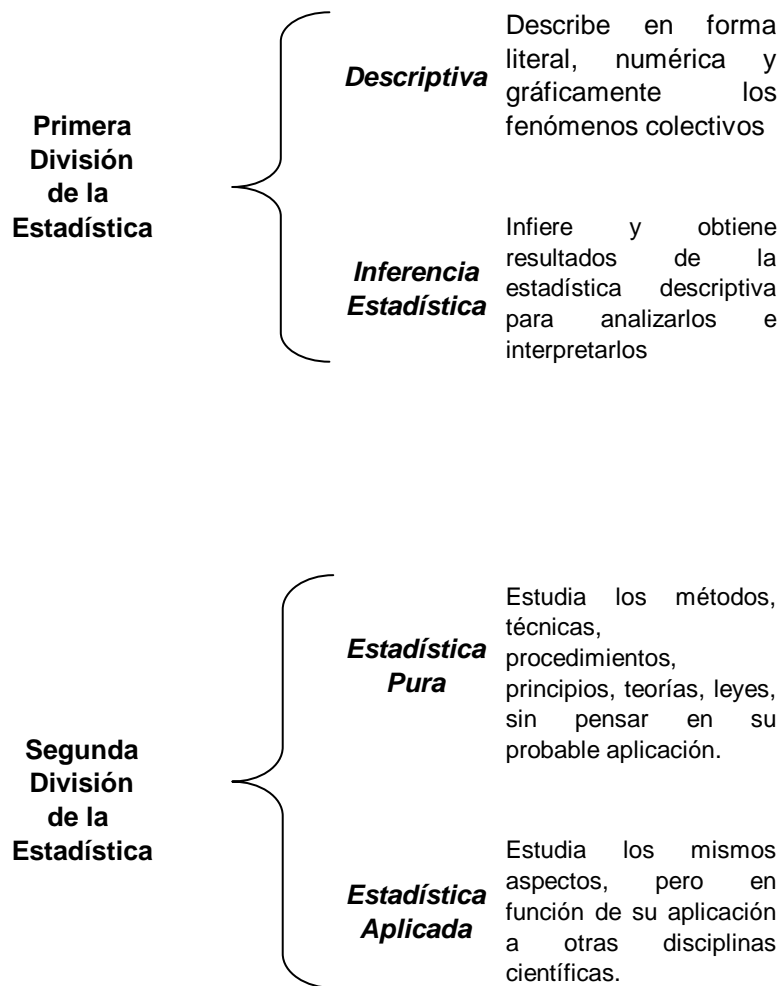 Primera
División
de la
Estadística
Descriptiva
Describe en forma
literal, numérica y
gráficamente los
fenómenos colectivos
Inferencia
Estadística
Infiere y obtiene
resultados de la
estadística descriptiva
para analizarlos e
interpretarlos
Segunda
División
de la
Estadística
Estadística
Pura
Estudia los métodos,
técnicas,
procedimientos,
principios, teorías, leyes,
sin pensar en su
probable aplicación.
Estadística
Aplicada
Estudia los mismos
aspectos, pero en
función de su aplicación
a otras disciplinas
científicas.